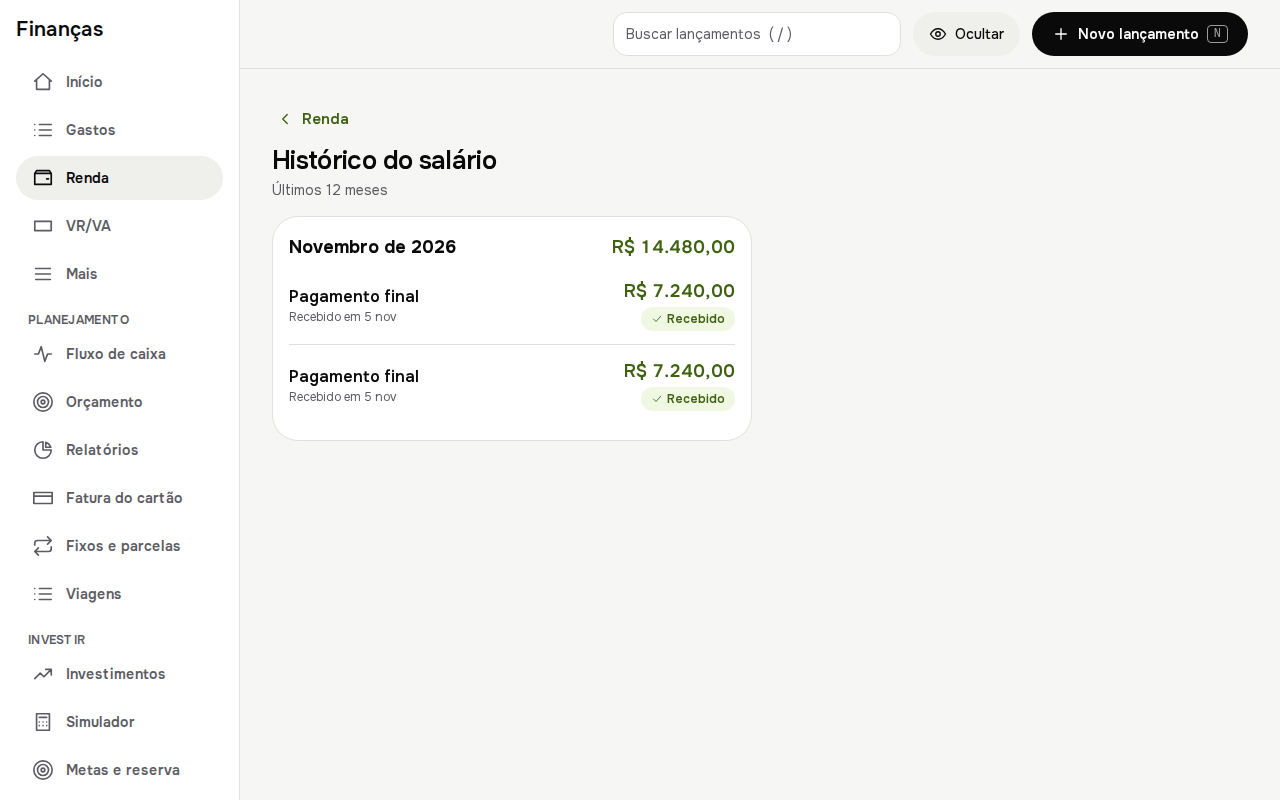 Finanças
Buscar lançamentos ( / )
Ocultar
Novo lançamento N
Início
Gastos
Renda
VR/VA
Mais
PLANEJAMENTO
Fluxo de caixa
Orçamento
Relatórios
Fatura do cartão
Fixos e parcelas
Viagens
INVESTIR
Investimentos
Simulador
Metas e reserva
Renda
Histórico do salário
Últimos 12 meses
Novembro de 2026 R$ 14.480,00
Pagamento final R$ 7.240,00
Recebido em 5 nov Recebido
Pagamento final R$ 7.240,00
Recebido em 5 nov Recebido